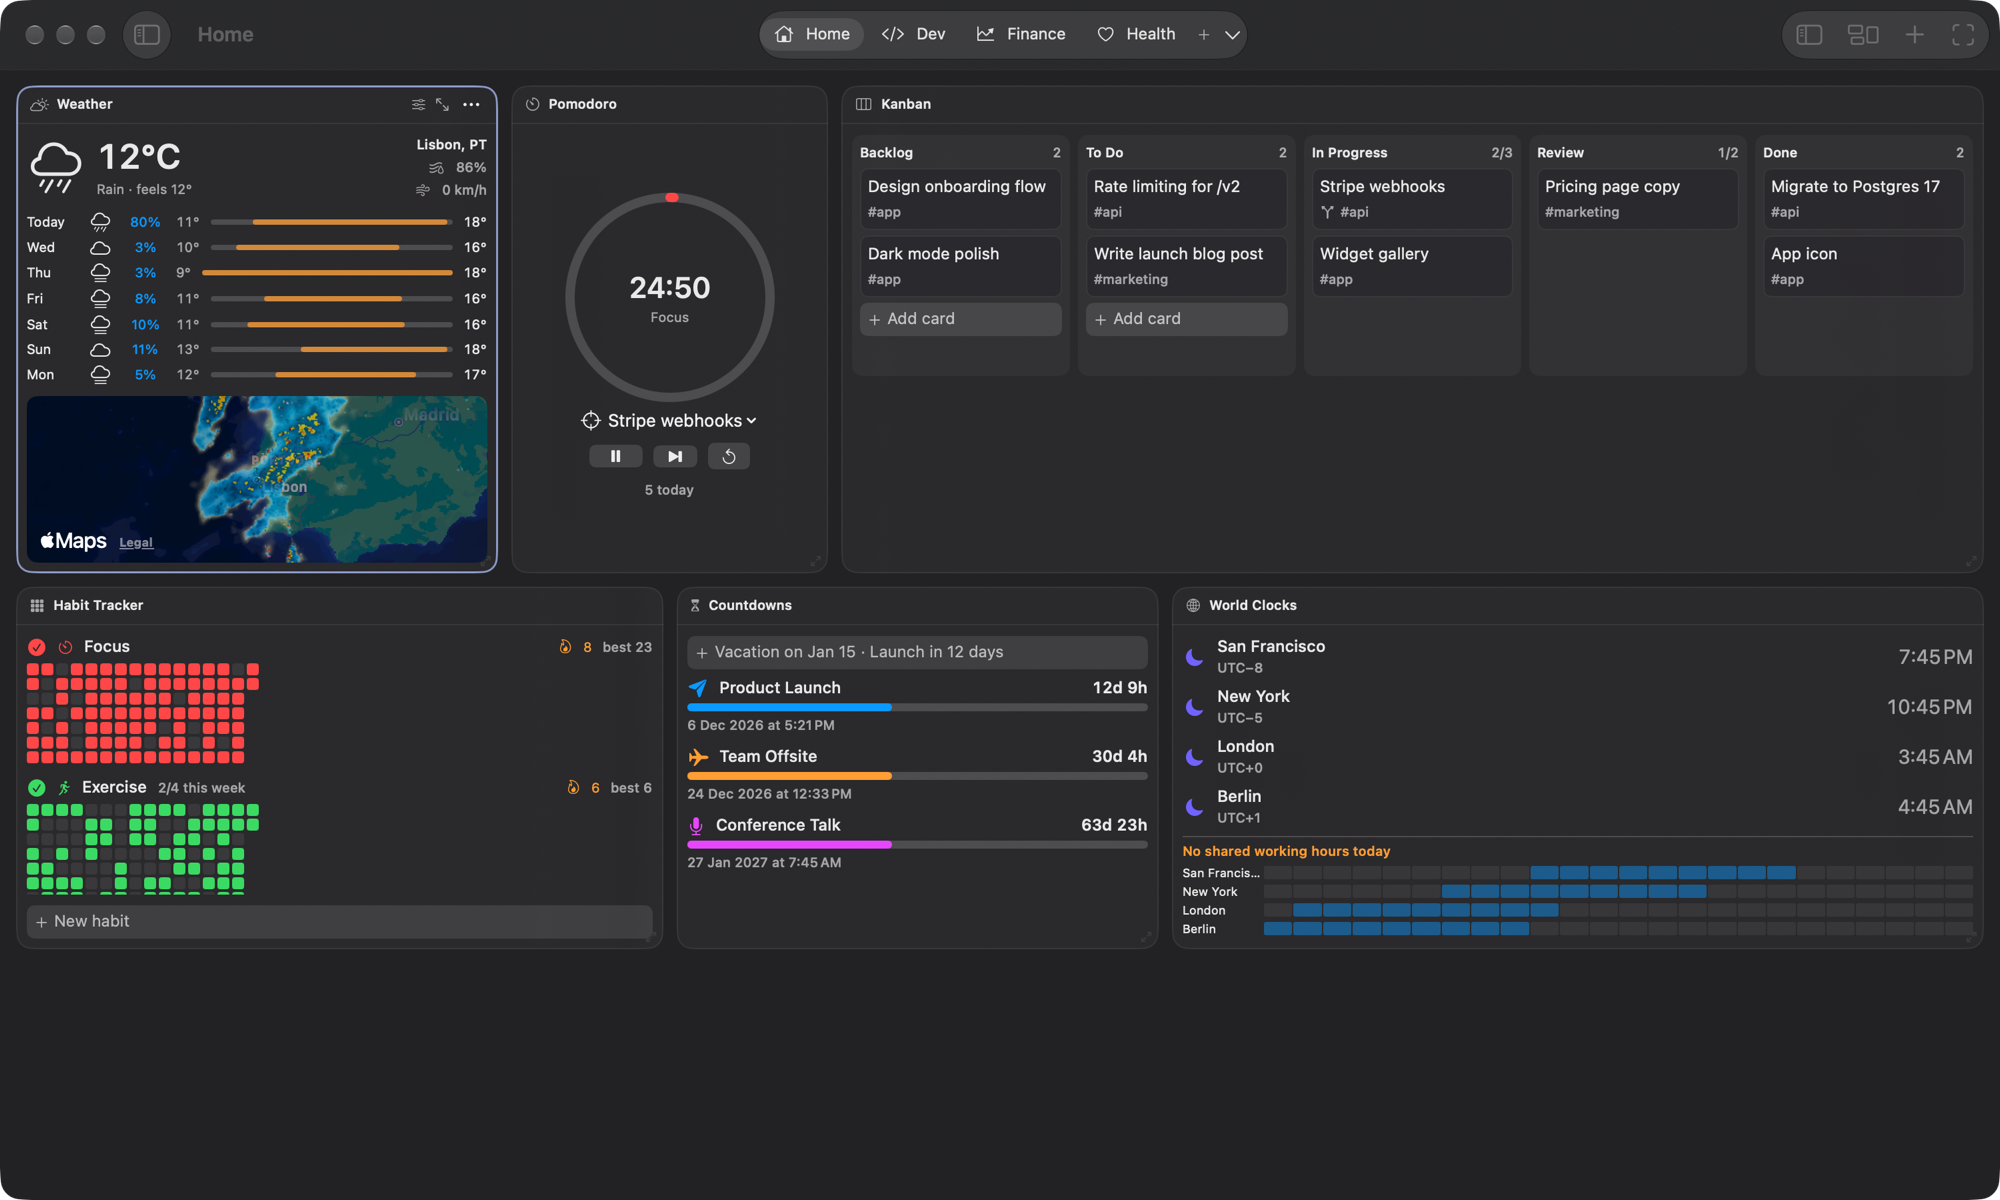 Home
Home
Dev
Finance
Health
Weather
12°C
Rain · feels 12°
Lisbon, PT
86%
0 km/h
Today 80% 11° 18°
Wed 3% 10° 16°
Thu 3% 9° 18°
Fri 8% 11° 16°
Sat 10% 11° 16°
Sun 11% 13° 18°
Mon 5% 12° 17°
Madrid
Maps Legal
Pomodoro
24:50
Focus
Stripe webhooks
5 today
Kanban
Backlog 2
Design onboarding flow
#app
Dark mode polish
#app
+ Add card
To Do 2
Rate limiting for /v2
#api
Write launch blog post
#marketing
+ Add card
In Progress 2/3
Stripe webhooks
#api
Widget gallery
#app
Review 1/2
Pricing page copy
#marketing
Done 2
Migrate to Postgres 17
#api
App icon
#app
Habit Tracker
Focus 8 best 23
Exercise 2/4 this week 6 best 6
+ New habit
Countdowns
+ Vacation on Jan 15 · Launch in 12 days
Product Launch 12d 9h
6 Dec 2026 at 5:21 PM
Team Offsite 30d 4h
24 Dec 2026 at 12:33 PM
Conference Talk 63d 23h
27 Jan 2027 at 7:45 AM
World Clocks
San Francisco
UTC−8
7:45 PM
New York
UTC−5
10:45 PM
London
UTC+0
3:45 AM
Berlin
UTC+1
4:45 AM
No shared working hours today
San Francis...
New York
London
Berlin